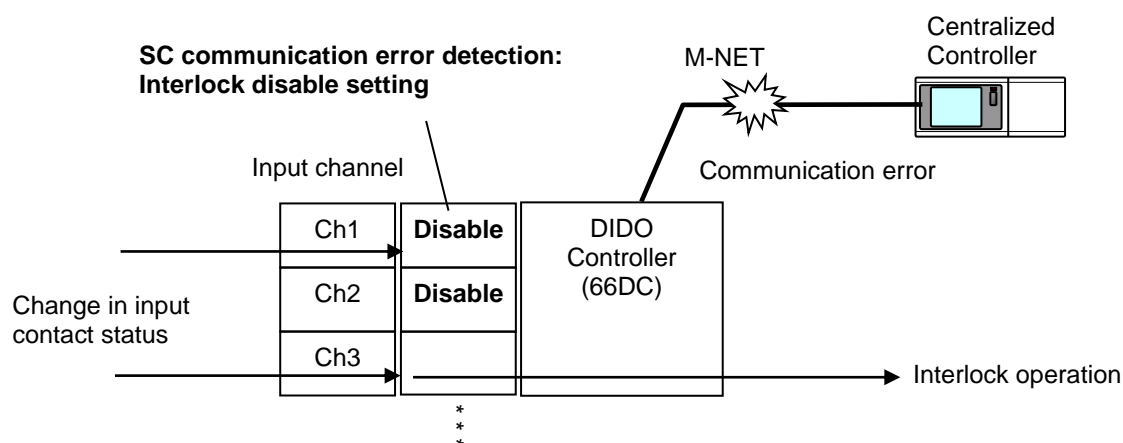 Centralized
Controller
SC communication error detection:
Interlock disable setting
M-NET
Input channel
Communication error
Ch1
Disable
DIDO
Controller
(66DC)
Ch2
Disable
Change in input
contact status
Ch3
Interlock operation
* * *